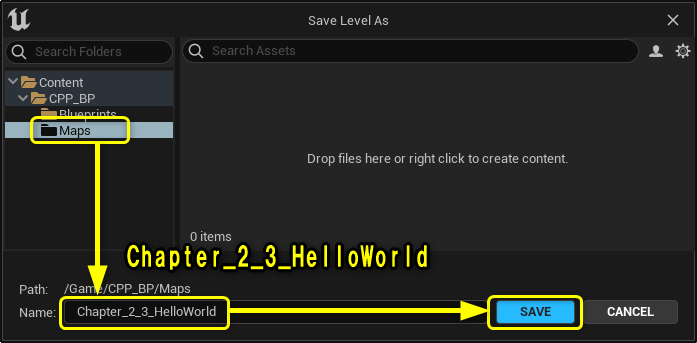 Save Level As
Search Folders
Search Assets
Content
CPP_BP
Blueprints
Maps
Drop files here or right click to create content.
0 items
Chapter_2_3_HelloWorld
Path: /Game/CPP_BP/Maps
Name: Chapter_2_3_HelloWorld
SAVE CANCEL